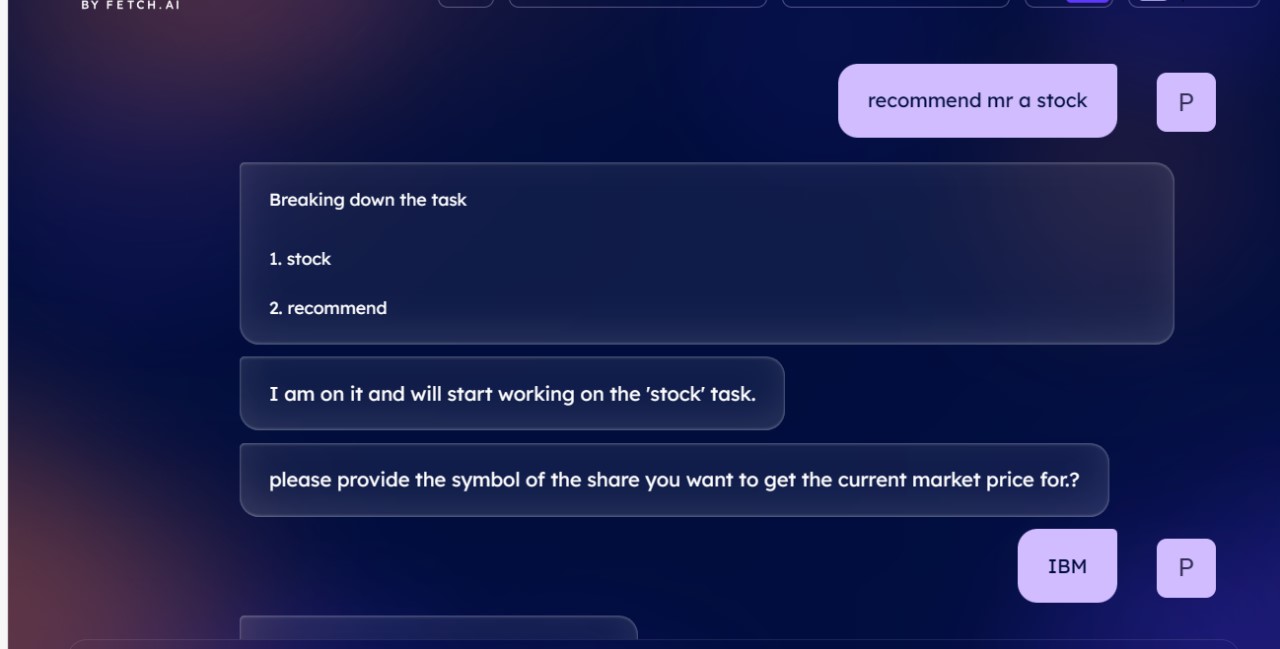 BY FETCH.AI
recommend mr a stock
P
Breaking down the task
1. stock
2. recommend
I am on it and will start working on the 'stock' task.
please provide the symbol of the share you want to get the current market price for.?
IBM
P